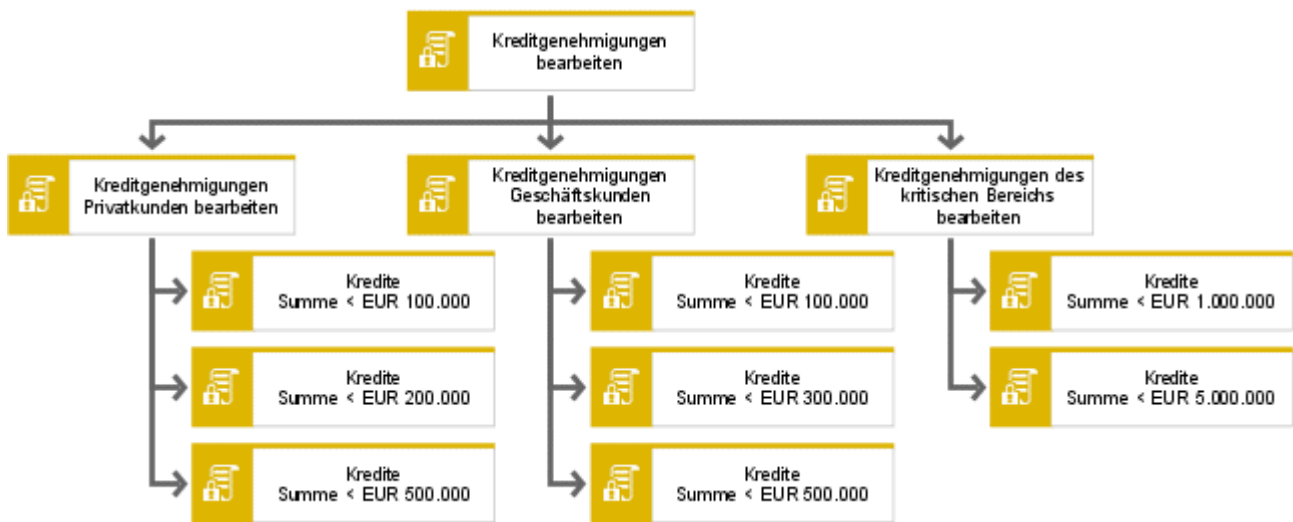 Kreditgenehmigungen
bearbeiten
Kreditgenehmigungen
Privatkunden bearbeiten
Kreditgenehmigungen
Geschäftskunden
bearbeiten
Kreditgenehmigungen des
kritischen Bereichs
bearbeiten
Kredite
Summe < EUR 100.000
Kredite
Summe < EUR 200.000
Kredite
Summe < EUR 500.000
Kredite
Summe < EUR 100.000
Kredite
Summe < EUR 300.000
Kredite
Summe < EUR 500.000
Kredite
Summe < EUR 1.000.000
Kredite
Summe < EUR 5.000.000